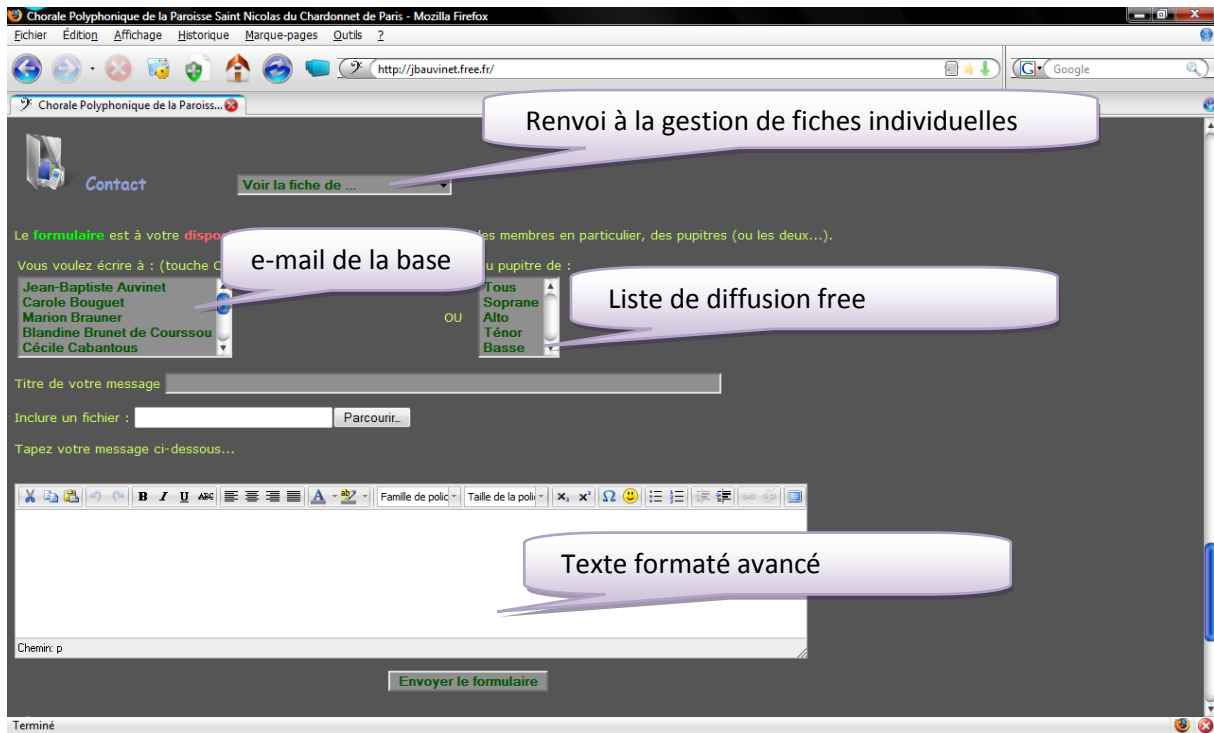 Chorale Polyphonique de la Paroisse Saint Nicolas du Chardonnet de Paris - Mozilla Firefox
Fichier Édition Affichage Historique Marque-pages Outils ?
http://jbauvinet.free.fr/ Google
Chorale Polyphonique de la Paroiss...
Renvoi à la gestion de fiches individuelles
Contact Voir la fiche de ...
Le formulaire est à votre les membres en particulier, des pupitres (ou les deux...).
e-mail de la base
Vous voulez écrire à : (touche pupitre de :
Jean-Baptiste Auvinet Tous
Carole Bouguet Soprane
Liste de diffusion free
Marion Brauner OU Alto
Blandine Brunet de Courssou Ténor
Cécile Cabantous Basse
Titre de votre message
Inclure un fichier : Parcourir...
Tapez votre message ci-dessous...
B I U ABC A ab Famille de polic Taille de la poli x, x² Ω
Texte formaté avancé
Chemin: p
Envoyer le formulaire
Terminé